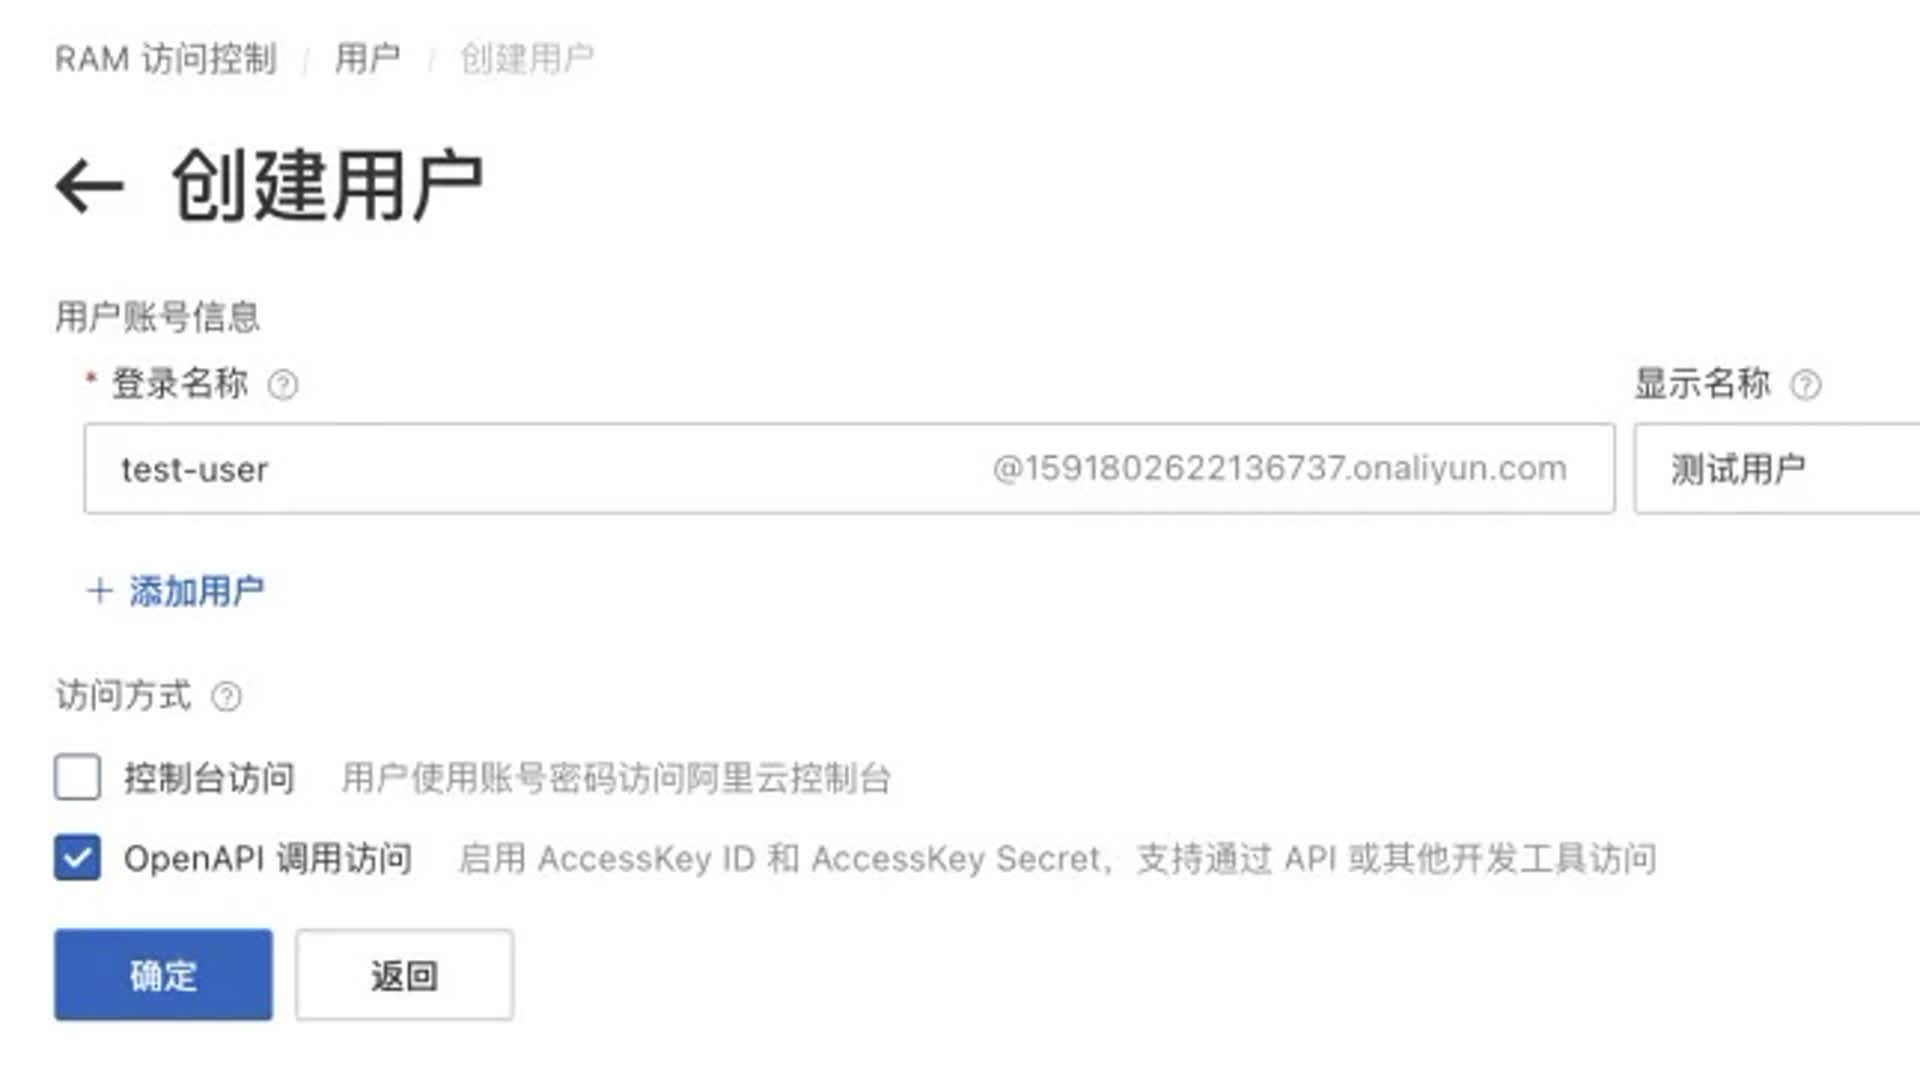 RAM 访问控制 / 用户 / 创建用户
← 创建用户
用户账号信息
* 登录名称 ? 显示名称 ?
test-user @1591802622136737.onaliyun.com 测试用户
+ 添加用户
访问方式 ?
控制台访问 用户使用账号密码访问阿里云控制台
OpenAPI 调用访问 启用 AccessKey ID 和 AccessKey Secret，支持通过 API 或其他开发工具访问
确定 返回